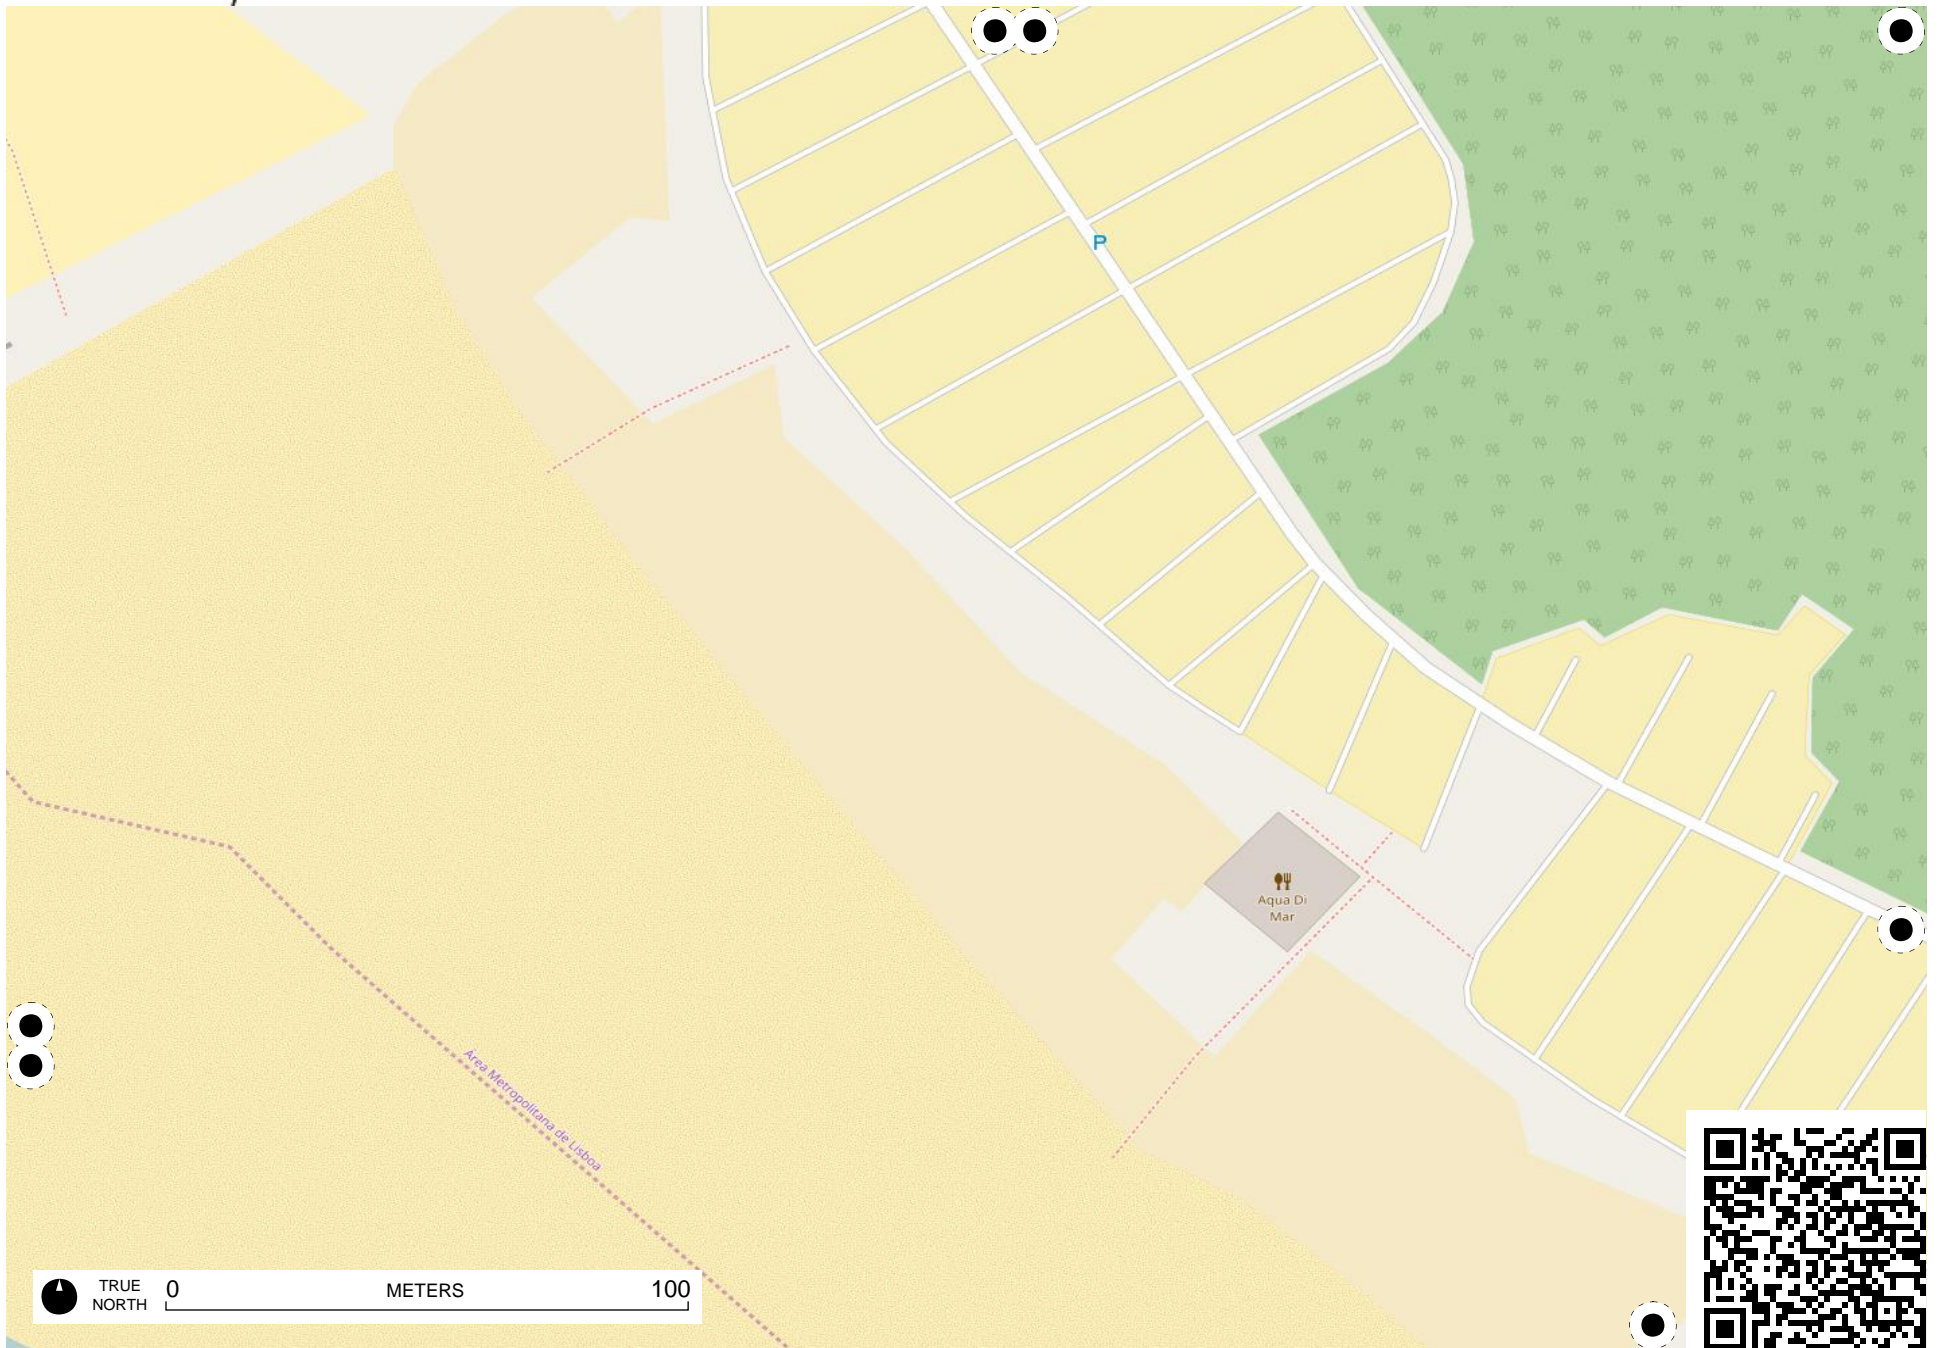 P
Aqua Di
Mar
Área Metropolitana de Lisboa
TRUE
NORTH
0
METERS
100